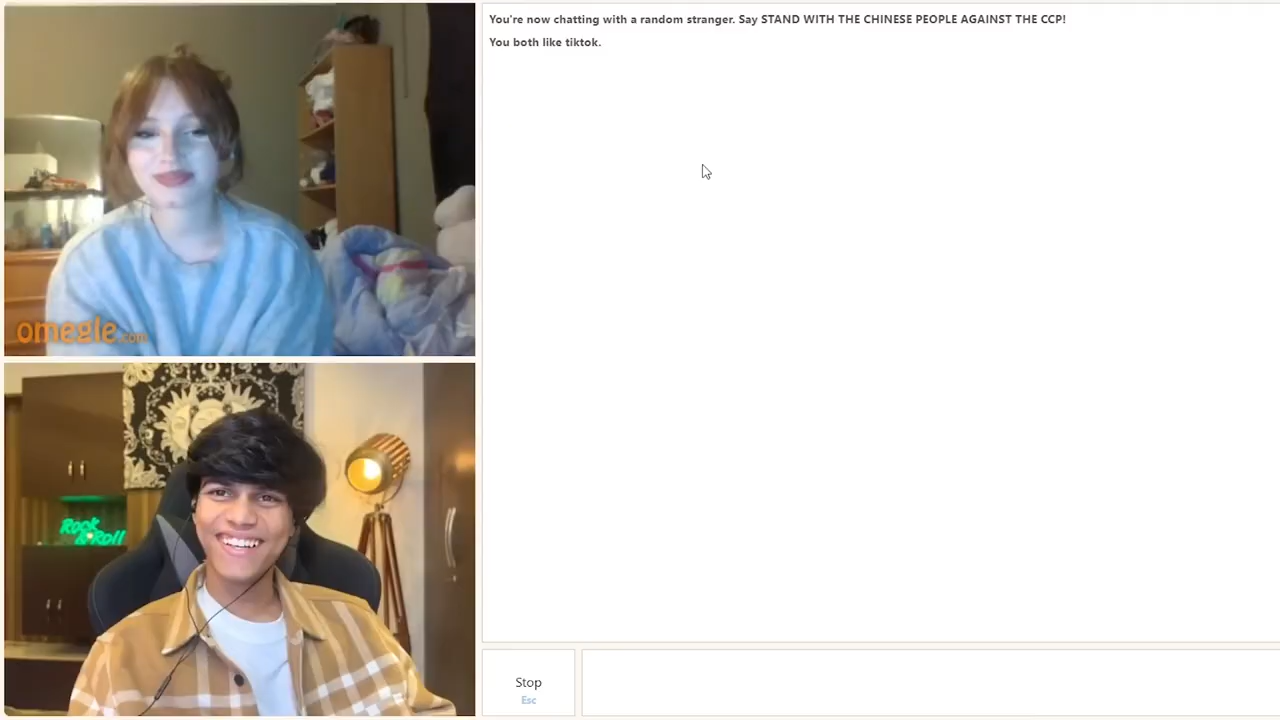 You're now chatting with a random stranger. Say STAND WITH THE CHINESE PEOPLE AGAINST THE CCP!
You both like tiktok.
omegle.com
Rock
& Roll
Stop
Esc